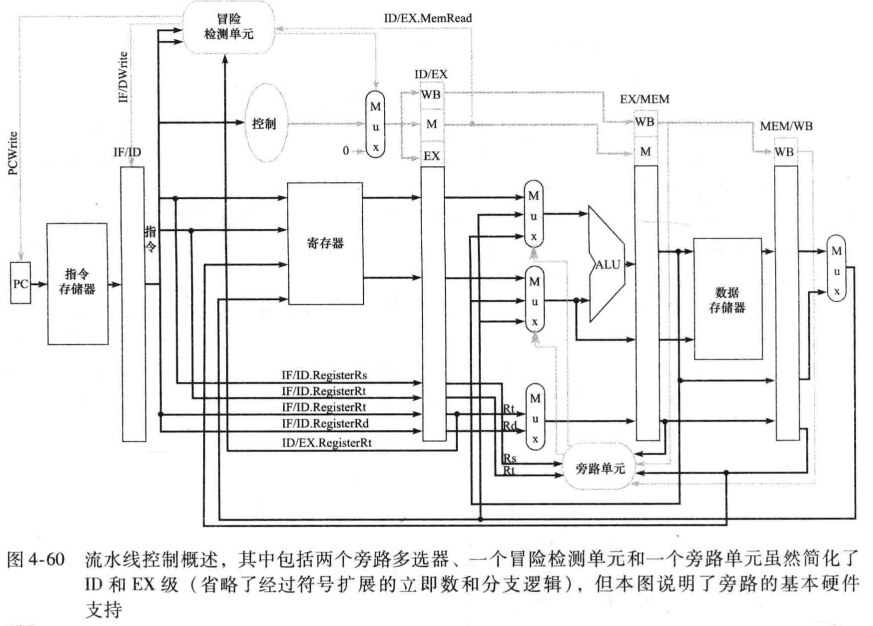 冒险
检测单元
ID/EX.MemRead
PCWrite
IF/DWrite
IF/ID
控制
0
M
u
x
ID/EX
WB
M
EX
EX/MEM
WB
M
MEM/WB
WB
PC
指令
存储器
指令
寄存器
M
u
x
M
u
x
ALU
数据
存储器
M
u
x
IF/ID.RegisterRs
IF/ID.RegisterRt
IF/ID.RegisterRt
IF/ID.RegisterRd
ID/EX.RegisterRt
Rt
Rd
M
u
x
Rs
Rt
旁路单元
图 4-60 流水线控制概述，其中包括两个旁路多选器、一个冒险检测单元和一个旁路单元虽然简化了
ID 和 EX 级（省略了经过符号扩展的立即数和分支逻辑），但本图说明了旁路的基本硬件
支持